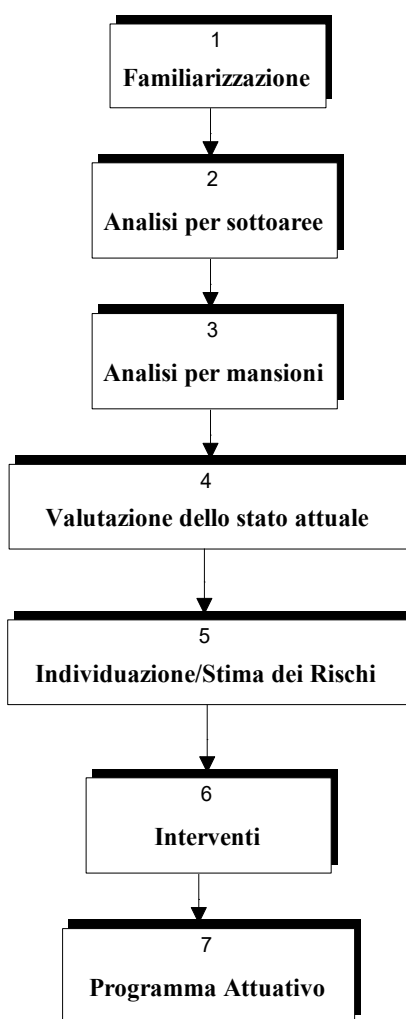 1
Familiarizzazione
2
Analisi per sottoaree
3
Analisi per mansioni
4
Valutazione dello stato attuale
5
Individuazione/Stima dei Rischi
6
Interventi
7
Programma Attuativo